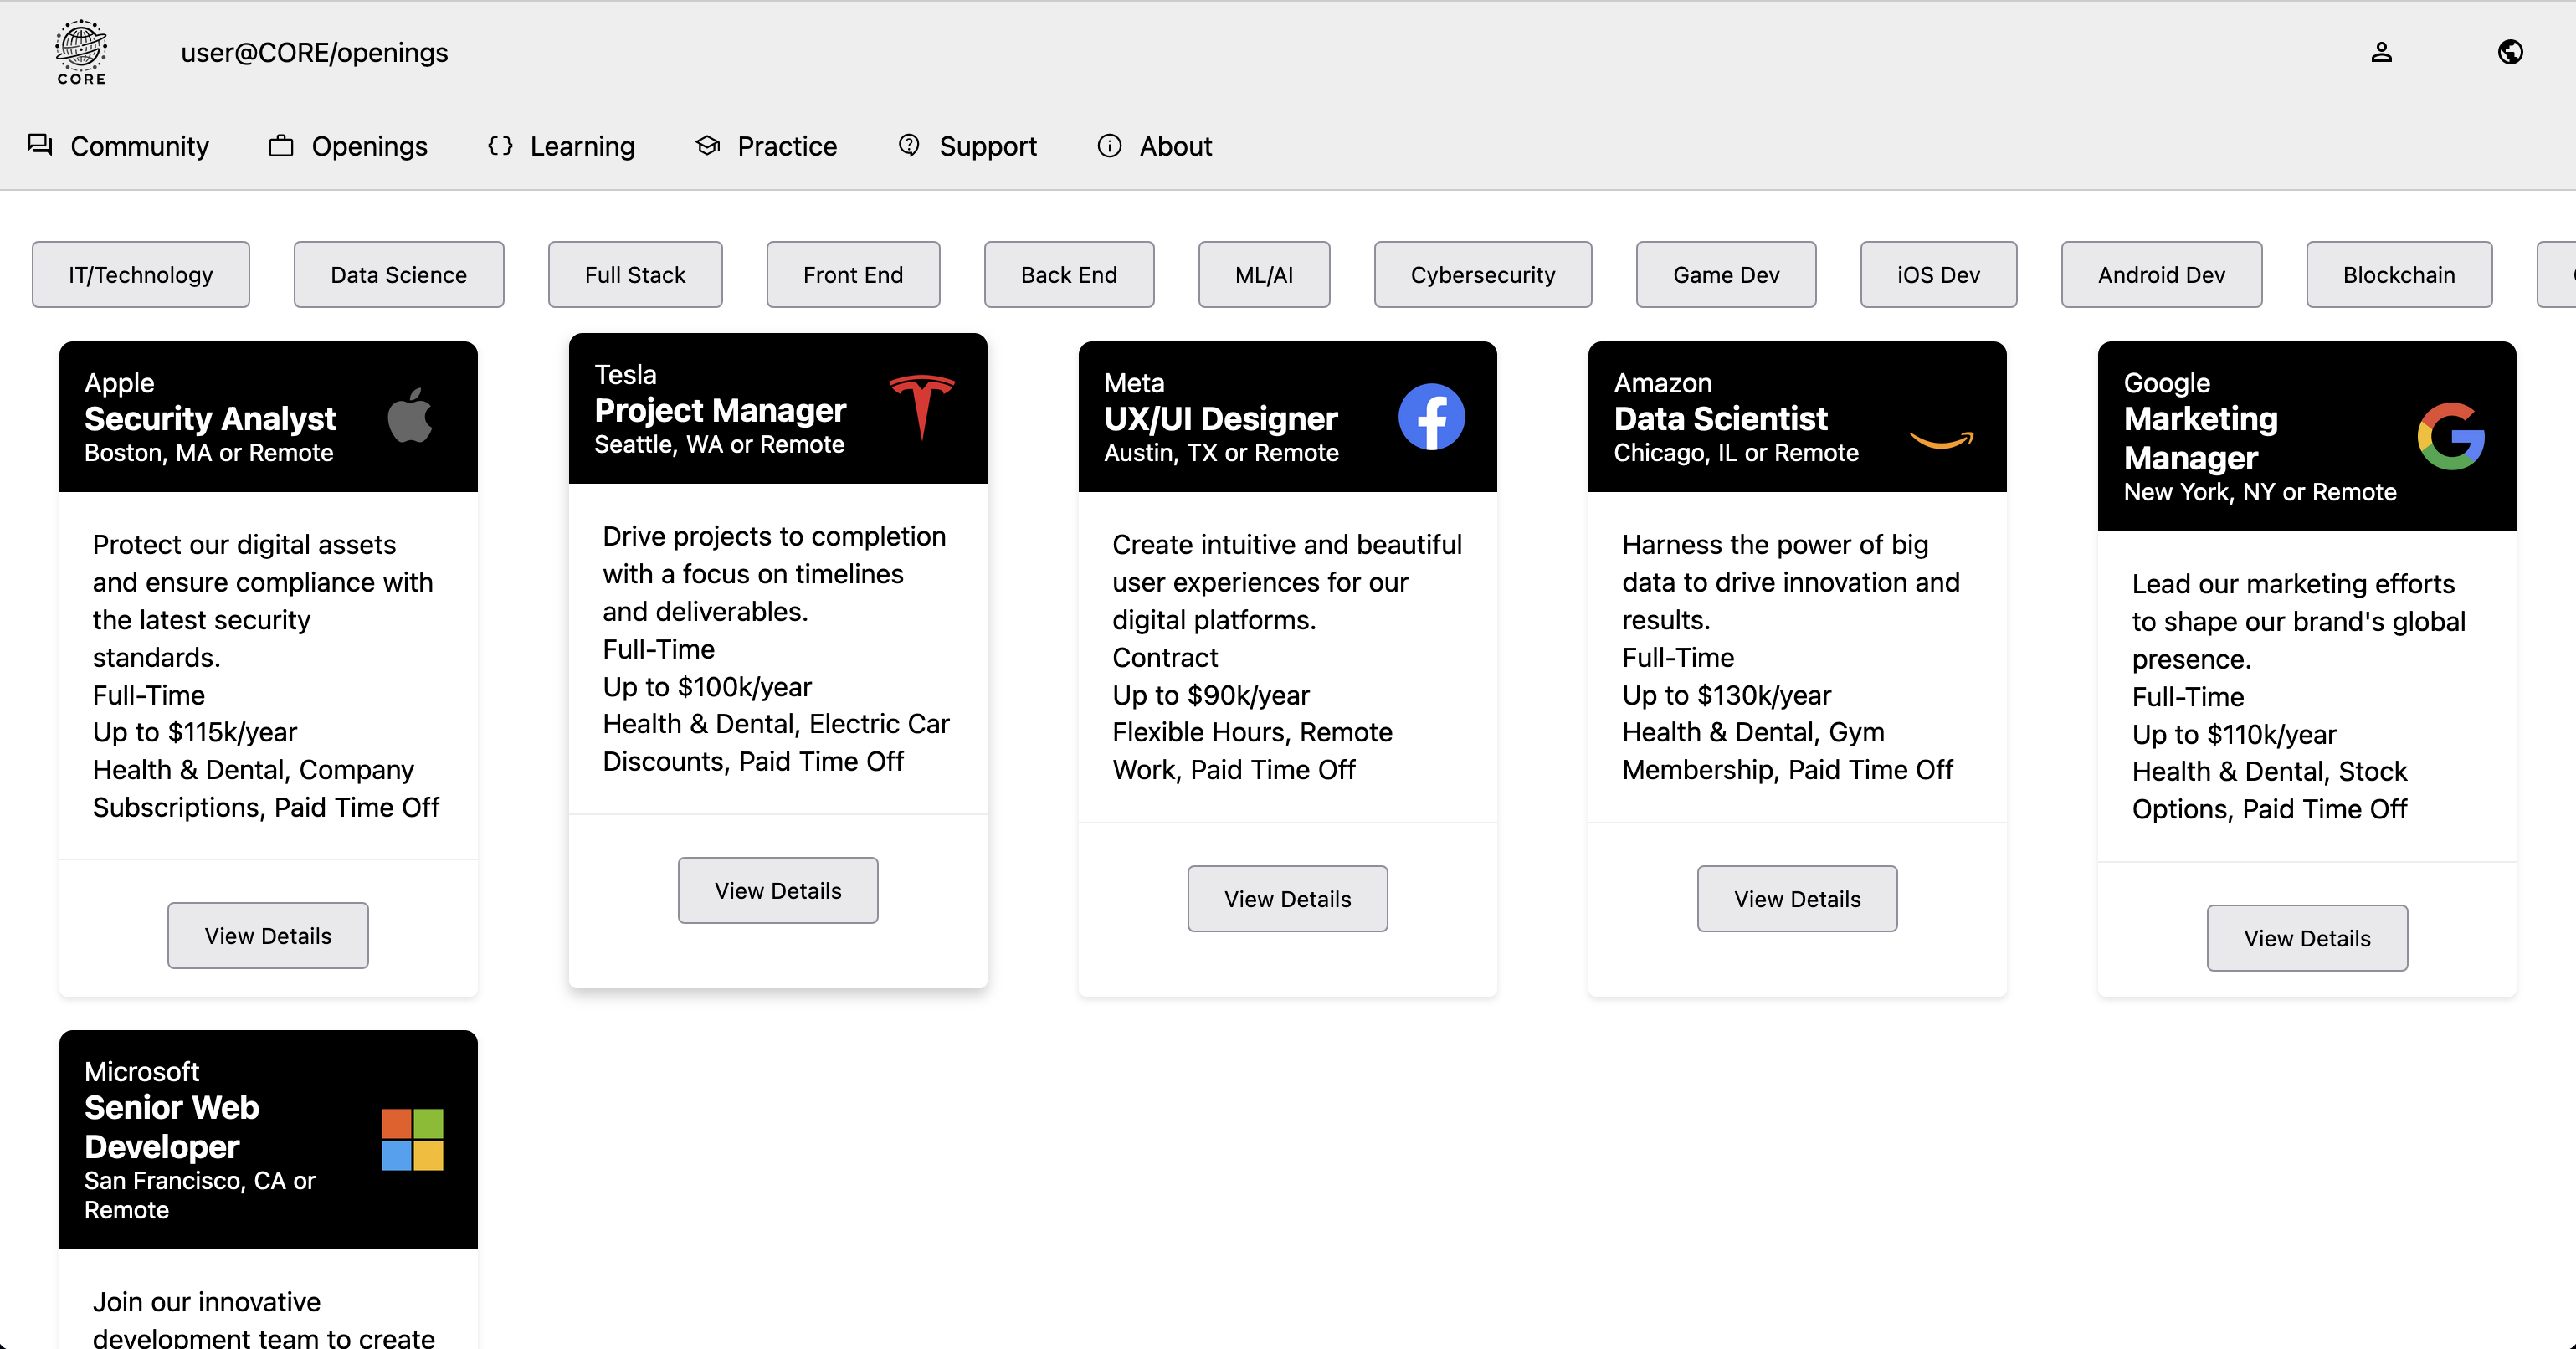 CORE
user@CORE/openings
Community
Openings
Learning
Practice
Support
About
IT/Technology
Data Science
Full Stack
Front End
Back End
ML/AI
Cybersecurity
Game Dev
iOS Dev
Android Dev
Blockchain
Apple
Security Analyst
Boston, MA or Remote
Protect our digital assets
and ensure compliance with
the latest security
standards.
Full-Time
Up to $115k/year
Health & Dental, Company
Subscriptions, Paid Time Off
View Details
Tesla
Project Manager
Seattle, WA or Remote
Drive projects to completion
with a focus on timelines
and deliverables.
Full-Time
Up to $100k/year
Health & Dental, Electric Car
Discounts, Paid Time Off
View Details
Meta
UX/UI Designer
Austin, TX or Remote
Create intuitive and beautiful
user experiences for our
digital platforms.
Contract
Up to $90k/year
Flexible Hours, Remote
Work, Paid Time Off
View Details
Amazon
Data Scientist
Chicago, IL or Remote
Harness the power of big
data to drive innovation and
results.
Full-Time
Up to $130k/year
Health & Dental, Gym
Membership, Paid Time Off
View Details
Google
Marketing
Manager
New York, NY or Remote
Lead our marketing efforts
to shape our brand's global
presence.
Full-Time
Up to $110k/year
Health & Dental, Stock
Options, Paid Time Off
View Details
Microsoft
Senior Web
Developer
San Francisco, CA or
Remote
Join our innovative
development team to create